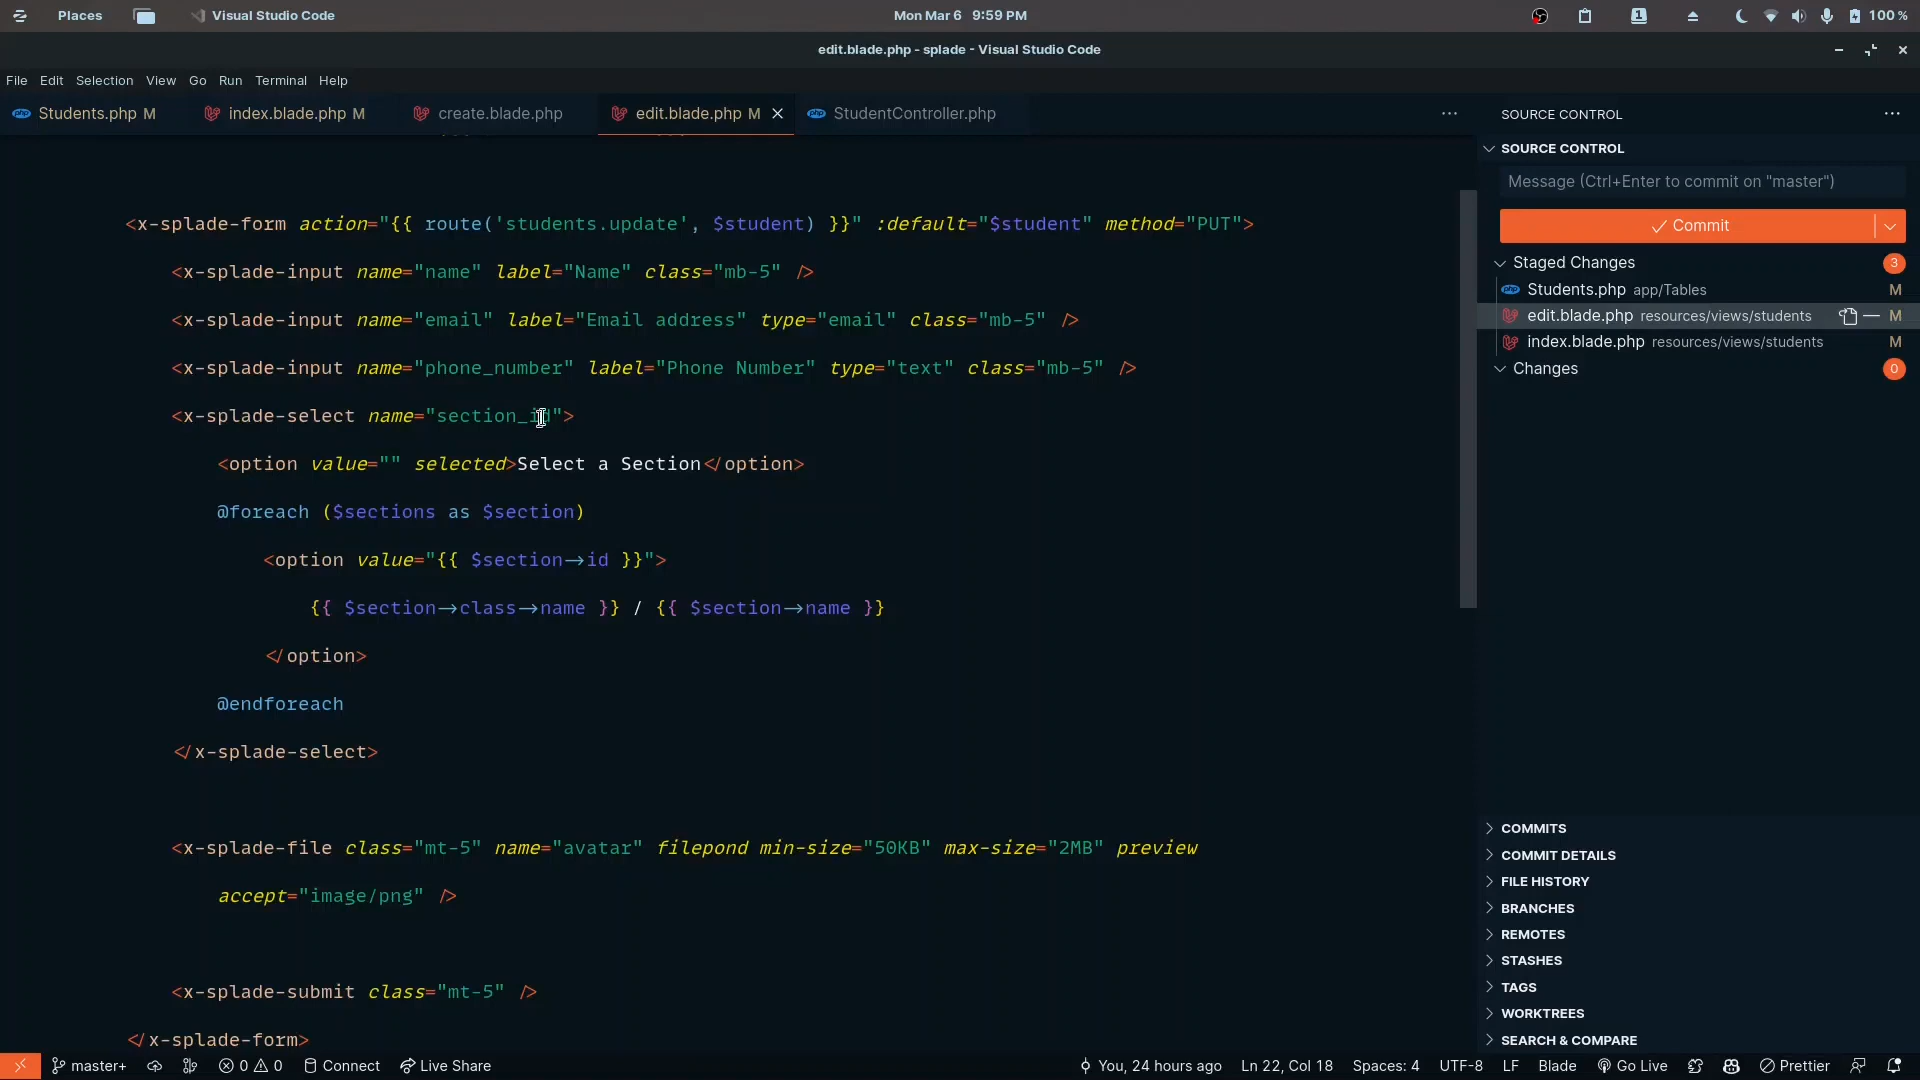 Places
Visual Studio Code
Mon Mar 6 9:59 PM
1
100 %
edit.blade.php - splade - Visual Studio Code
File Edit Selection View Go Run Terminal Help
php Students.php M
index.blade.php M
create.blade.php
edit.blade.php M
php StudentController.php
<x-splade-form action="{{ route('students.update', $student) }}" :default="$student" method="PUT">
<x-splade-input name="name" label="Name" class="mb-5" />
<x-splade-input name="email" label="Email address" type="email" class="mb-5" />
<x-splade-input name="phone_number" label="Phone Number" type="text" class="mb-5" />
<x-splade-select name="section_id">
<option value="" selected>Select a Section</option>
@foreach ($sections as $section)
<option value="{{ $section->id }}">
{{ $section->class->name }} / {{ $section->name }}
</option>
@endforeach
</x-splade-select>
<x-splade-file class="mt-5" name="avatar" filepond min-size="50KB" max-size="2MB" preview
accept="image/png" />
<x-splade-submit class="mt-5" />
</x-splade-form>
SOURCE CONTROL
SOURCE CONTROL
Message (Ctrl+Enter to commit on "master")
Commit
Staged Changes 3
php Students.php app/Tables M
edit.blade.php resources/views/students M
index.blade.php resources/views/students M
Changes 0
COMMITS
COMMIT DETAILS
FILE HISTORY
BRANCHES
REMOTES
STASHES
TAGS
WORKTREES
SEARCH & COMPARE
master+ 0 0 Connect Live Share You, 24 hours ago Ln 22, Col 18 Spaces: 4 UTF-8 LF Blade Go Live Prettier